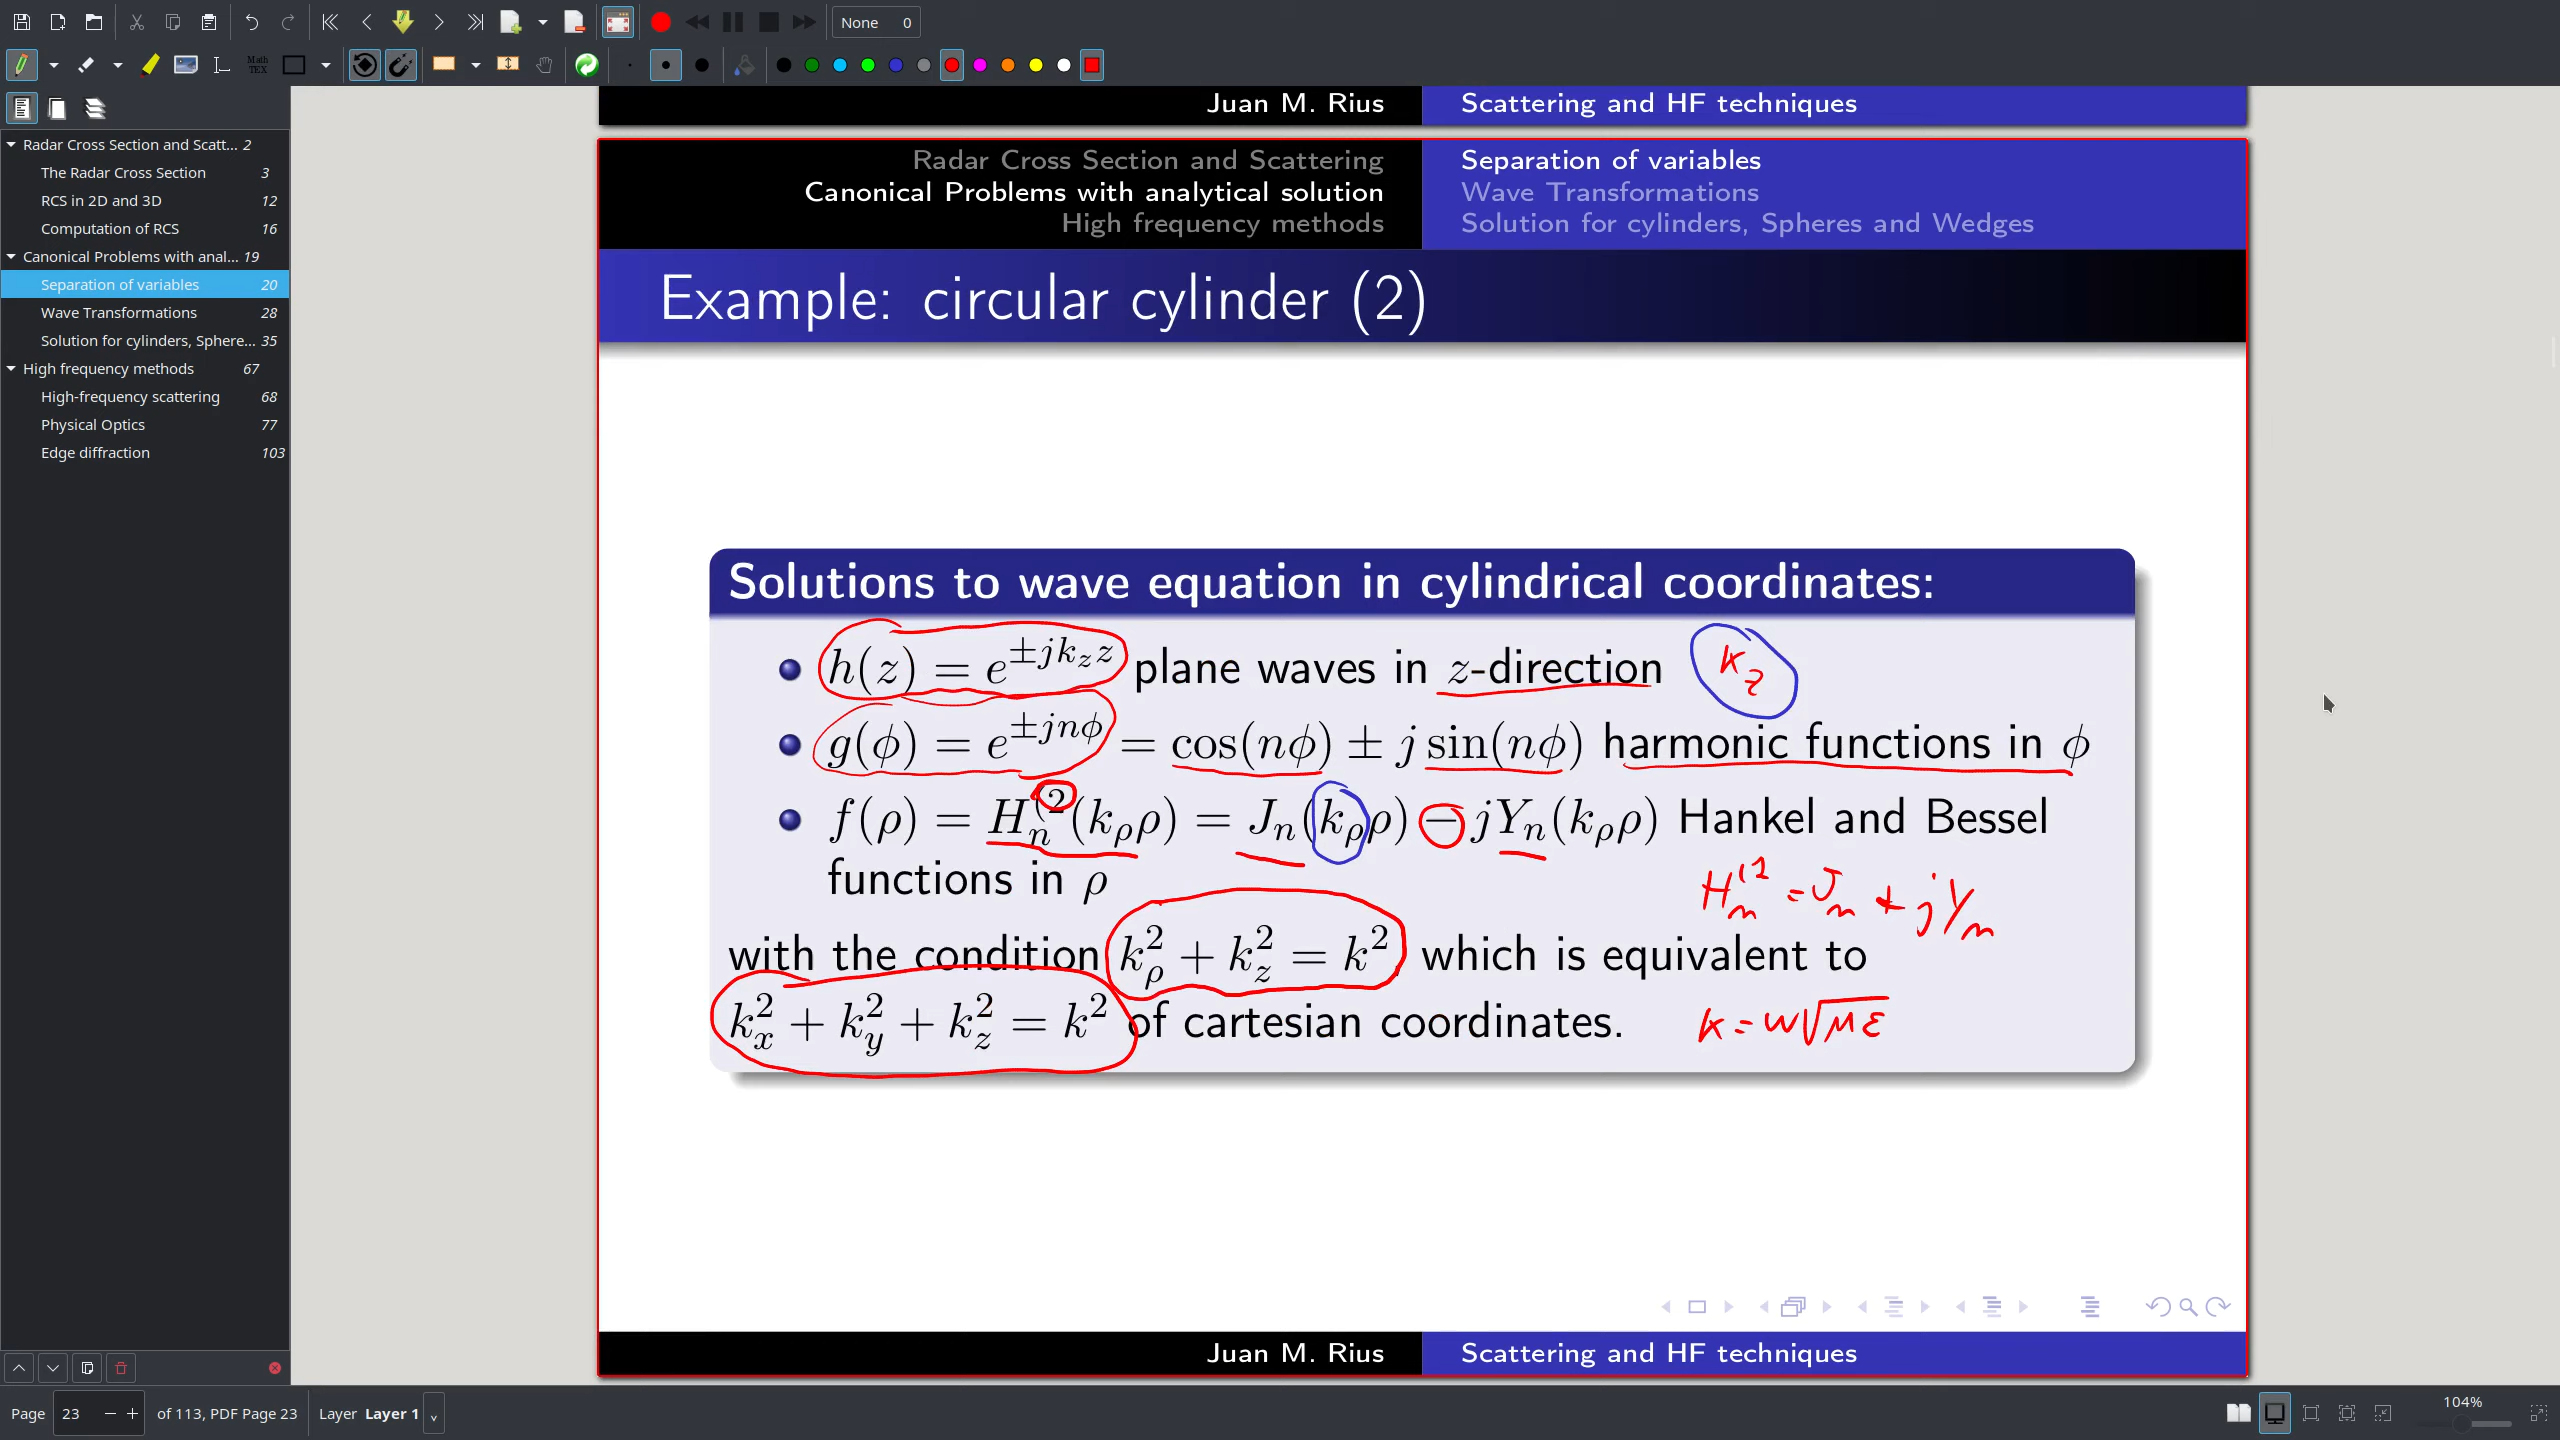 None 0
Math TEX
Radar Cross Section and Scatt... 2
The Radar Cross Section 3
RCS in 2D and 3D 12
Computation of RCS 16
Canonical Problems with anal... 19
Separation of variables 20
Wave Transformations 28
Solution for cylinders, Sphere... 35
High frequency methods 67
High-frequency scattering 68
Physical Optics 77
Edge diffraction 103
Juan M. Rius Scattering and HF techniques
Radar Cross Section and Scattering
Canonical Problems with analytical solution
High frequency methods
Separation of variables
Wave Transformations
Solution for cylinders, Spheres and Wedges
Example: circular cylinder (2)
Solutions to wave equation in cylindrical coordinates:
h(z) = e^{±jk_z z} plane waves in z-direction k_z
g(ϕ) = e^{±jnϕ} = cos(nϕ) ± j sin(nϕ) harmonic functions in ϕ
f(ρ) = H_n^{(2}(k_ρρ) = J_n(k_ρρ) − jY_n(k_ρρ) Hankel and Bessel
functions in ρ
with the condition k_ρ^2 + k_z^2 = k^2 which is equivalent to
k_x^2 + k_y^2 + k_z^2 = k^2 of cartesian coordinates. k = ω√με
Juan M. Rius Scattering and HF techniques
Page 23 − + of 113, PDF Page 23 Layer Layer 1
104%